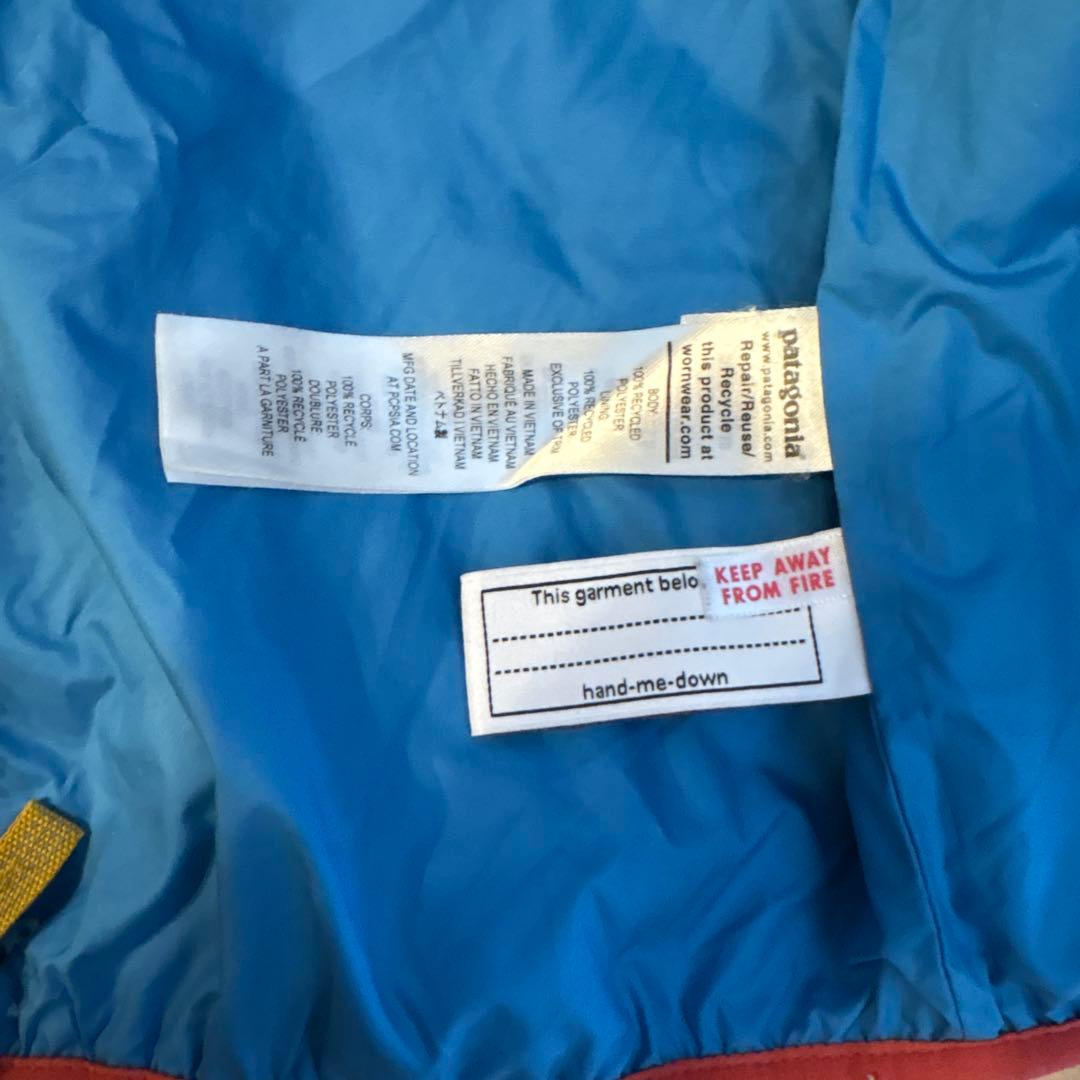 patagonia
www.patagonia.com
Repair/Reuse/
Recycle
this product at
wornwear.com
BODY:
100% RECYCLED
POLYESTER
LINING:
100% RECYCLED
POLYESTER
EXCLUSIVE OF TRIM
MADE IN VIETNAM
FABRIQUÉ AU VIETNAM
HECHO EN VIETNAM
FATTO IN VIETNAM
TILLVERKAD I VIETNAM
ベトナム製
MFG DATE AND LOCATION
AT POPSIA.COM
CORPS:
100% RECYCLÉ
POLYESTER
DOUBLURE:
100% RECYCLÉ
POLYESTER
À PART LA GARNITURE
This garment belo
KEEP AWAY
FROM FIRE
hand-me-down